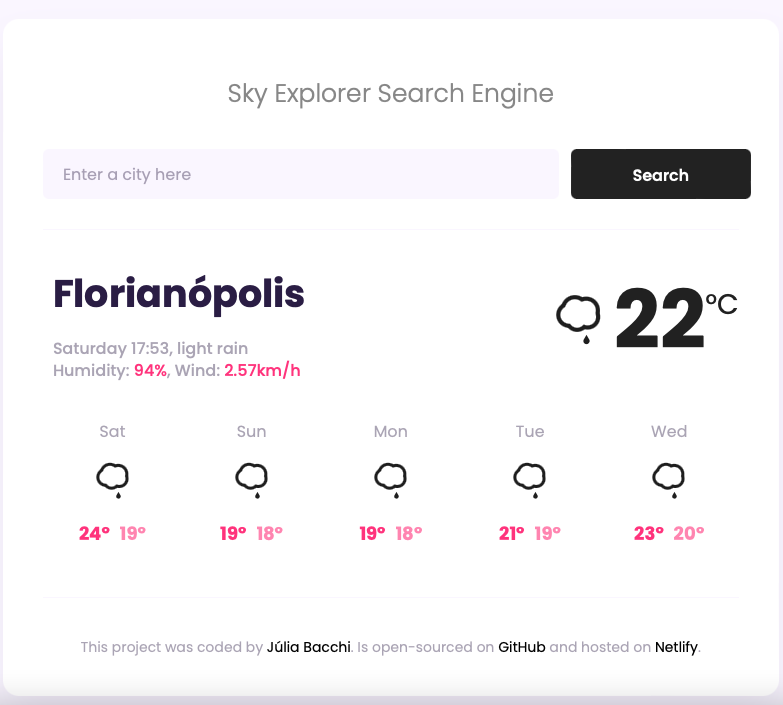 Sky Explorer Search Engine
Enter a city here
Search
Florianópolis
22°C
Saturday 17:53, light rain
Humidity: 94%, Wind: 2.57km/h
Sat Sun Mon Tue Wed
24° 19° 19° 18° 19° 18° 21° 19° 23° 20°
This project was coded by Júlia Bacchi. Is open-sourced on GitHub and hosted on Netlify.